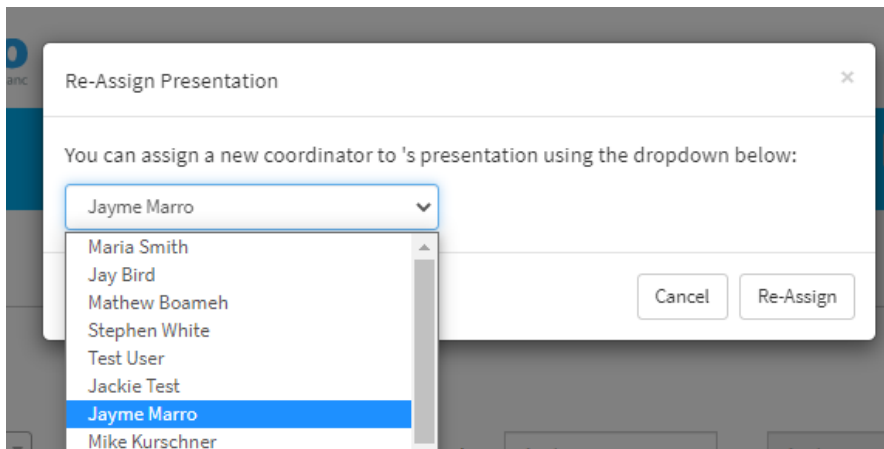 anc
Re-Assign Presentation
×
You can assign a new coordinator to 's presentation using the dropdown below:
Jayme Marro
Maria Smith
Jay Bird
Mathew Boameh
Stephen White
Test User
Jackie Test
Jayme Marro
Mike Kurschner
Cancel
Re-Assign